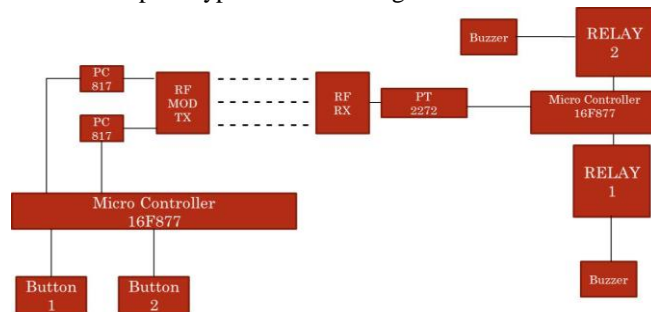 Buzzer
RELAY
2
PC
817
RF
MOD
TX
RF
RX
PT
2272
Micro Controller
16F877
PC
817
RELAY
1
Micro Controller
16F877
Button
1
Button
2
Buzzer